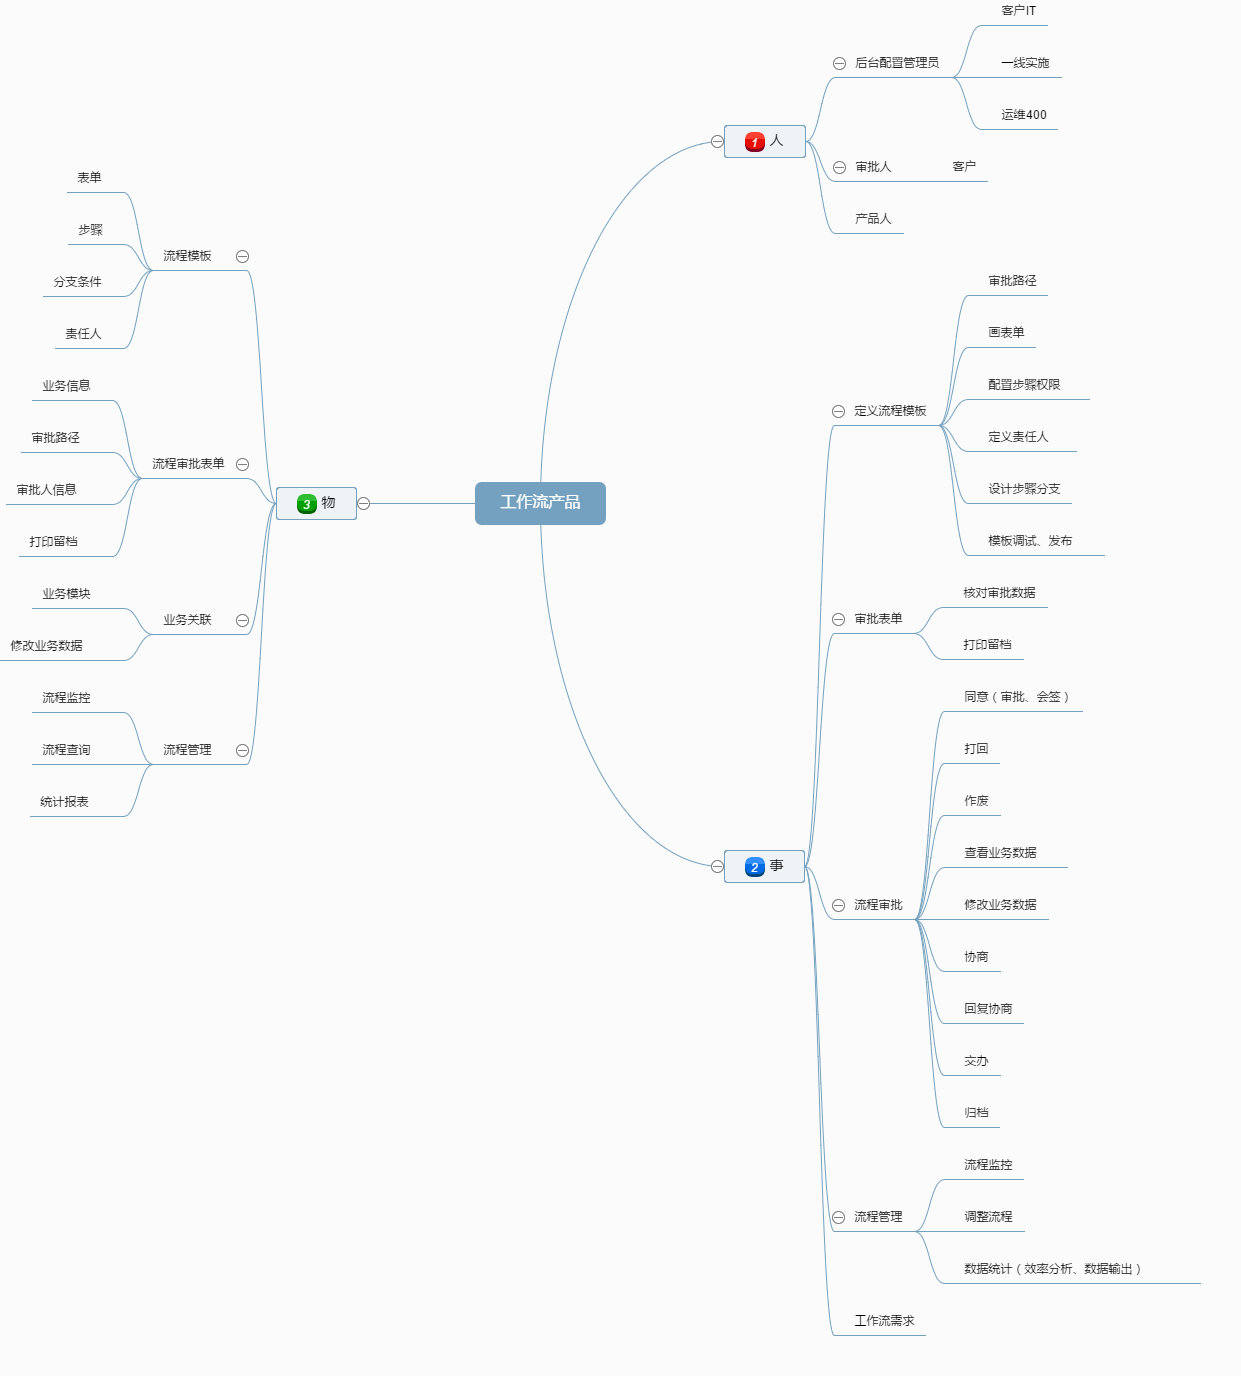 工作流产品
1 人
后台配置管理员
客户IT
一线实施
运维400
审批人
客户
产品人
2 事
定义流程模板
审批路径
画表单
配置步骤权限
定义责任人
设计步骤分支
模板调试、发布
审批表单
核对审批数据
打印留档
流程审批
同意（审批、会签）
打回
作废
查看业务数据
修改业务数据
协商
回复协商
交办
归档
流程管理
流程监控
调整流程
数据统计（效率分析、数据输出）
工作流需求
3 物
流程模板
表单
步骤
分支条件
责任人
流程审批表单
业务信息
审批路径
审批人信息
打印留档
业务关联
业务模块
修改业务数据
流程管理
流程监控
流程查询
统计报表